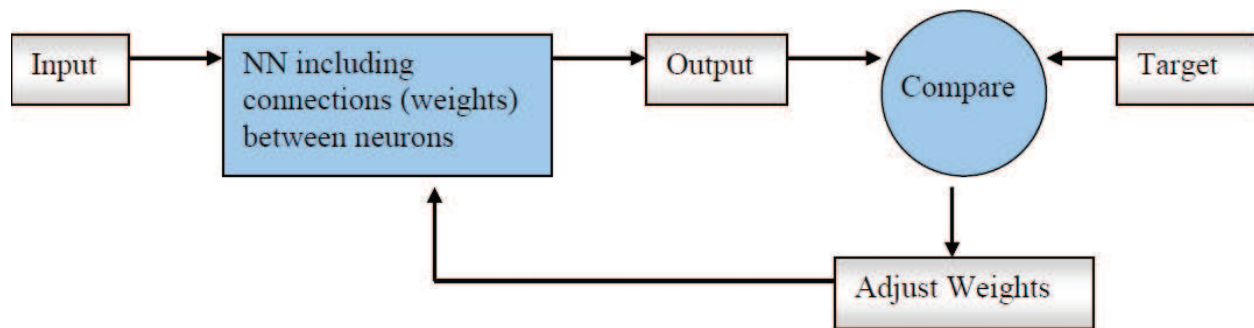 Input
NN including
connections (weights)
between neurons
Output
Compare
Target
Adjust Weights